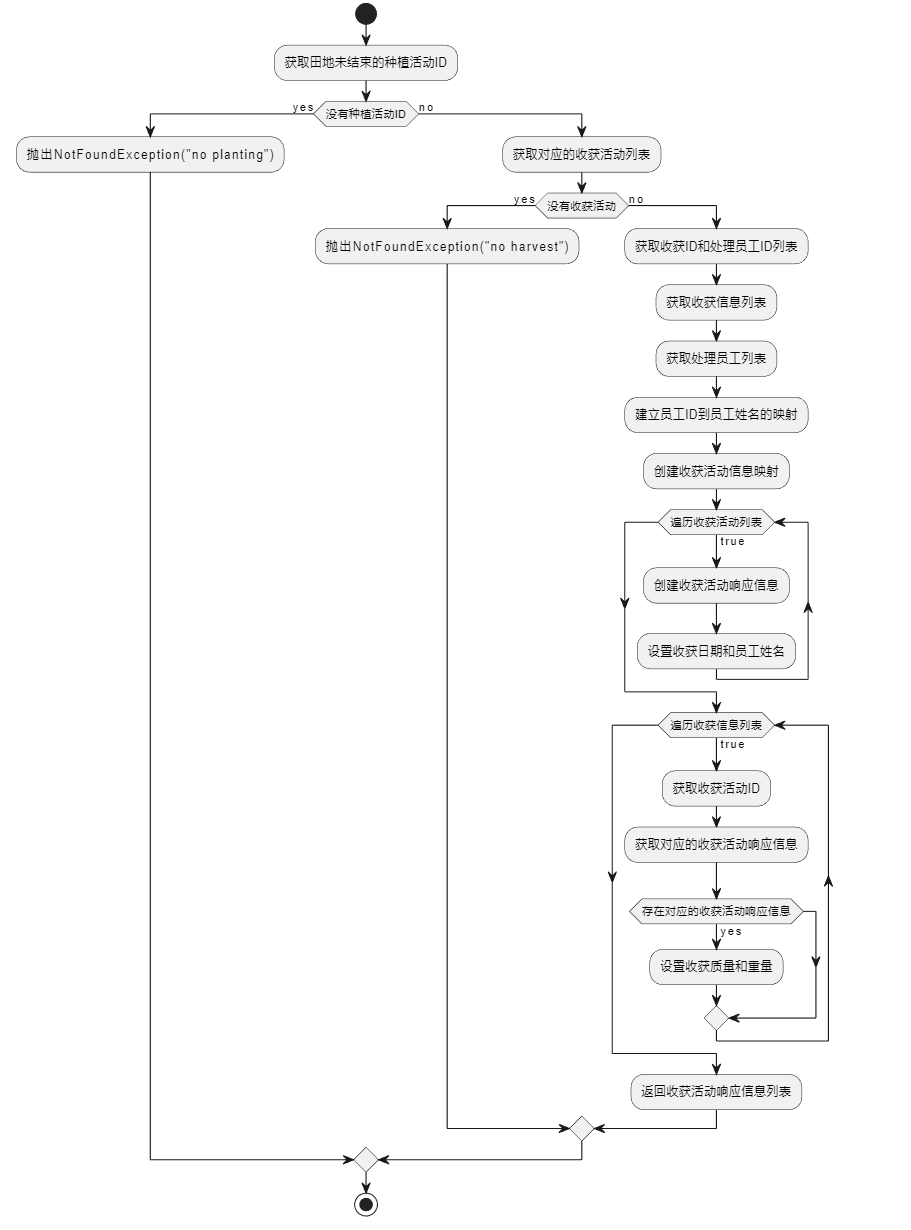 获取田地未结束的种植活动ID
yes
没有种植活动ID
no
抛出NotFoundException("no planting")
获取对应的收获活动列表
yes
没有收获活动
no
抛出NotFoundException("no harvest")
获取收获ID和处理员工ID列表
获取收获信息列表
获取处理员工列表
建立员工ID到员工姓名的映射
创建收获活动信息映射
遍历收获活动列表
true
创建收获活动响应信息
设置收获日期和员工姓名
遍历收获信息列表
true
获取收获活动ID
获取对应的收获活动响应信息
存在对应的收获活动响应信息
yes
设置收获质量和重量
返回收获活动响应信息列表